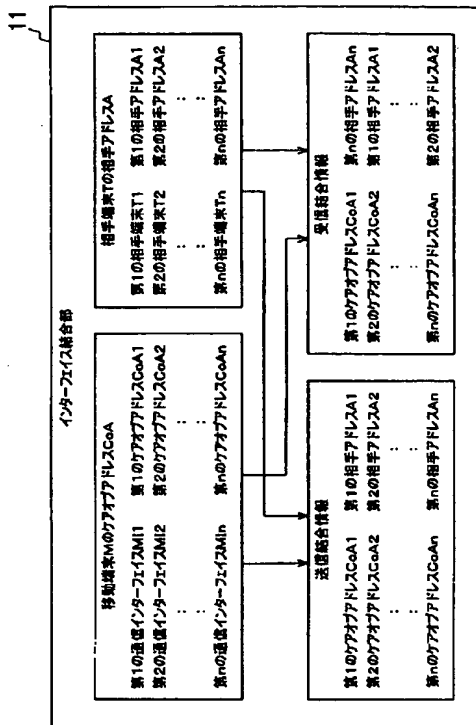 11
インターフェイス結合部
移動端末MのケアオブアドレスCoA
第1の通信インターフェイスMI1 第1のケアオブアドレスCoA1
第2の通信インターフェイスMI2 第2のケアオブアドレスCoA2
: :
: :
第nの通信インターフェイスMIn 第nのケアオブアドレスCoAn
相手端末Tの相手アドレスA
第1の相手端末T1 第1の相手アドレスA1
第2の相手端末T2 第2の相手アドレスA2
: :
: :
第nの相手端末Tn 第nの相手アドレスAn
送信結合情報
第1のケアオブアドレスCoA1 第1の相手アドレスA1
第2のケアオブアドレスCoA2 第2の相手アドレスA2
: :
: :
第nのケアオブアドレスCoAn 第nの相手アドレスAn
受信結合情報
第1のケアオブアドレスCoA1 第nの相手アドレスAn
第2のケアオブアドレスCoA2 第1の相手アドレスA1
: :
: :
第nのケアオブアドレスCoAn 第2の相手アドレスA2